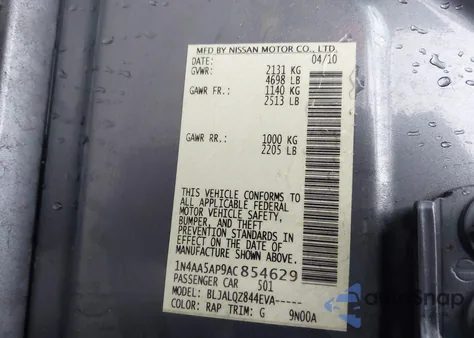 MFD BY NISSAN MOTOR CO., LTD.
DATE: 04/10
GVWR: 2131 KG
4698 LB
GAWR FR.: 1140 KG
2513 LB
GAWR RR.: 1000 KG
2205 LB
THIS VEHICLE CONFORMS TO
ALL APPLICABLE FEDERAL
MOTOR VEHICLE SAFETY,
BUMPER, AND THEFT
PREVENTION STANDARDS IN
EFFECT ON THE DATE OF
MANUFACTURE SHOWN ABOVE.
1N4AA5AP9AC854629
PASSENGER CAR S01
MODEL: BLJALQZ844EVA-----
COLOR: RAP TRIM: G 9N00A
AutoSnap